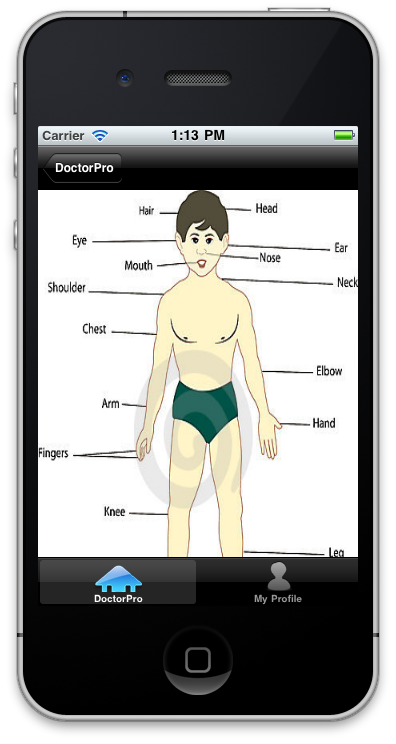 Carrier 1:13 PM
DoctorPro
Hair Head
Eye Ear
Nose
Mouth
Neck
Shoulder
Chest
Elbow
Arm
Hand
Fingers
Knee
Leg
DoctorPro My Profile